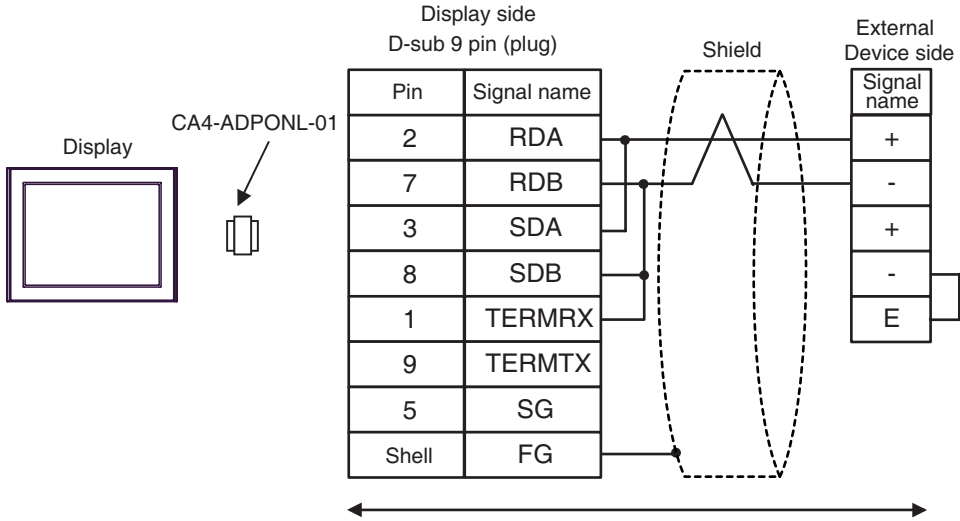 Display side
D-sub 9 pin (plug)
Shield
External
Device side
Display
CA4-ADPONL-01
Pin Signal name
2 RDA
7 RDB
3 SDA
8 SDB
1 TERMRX
9 TERMTX
5 SG
Shell FG
Signal
name
+
-
+
-
E